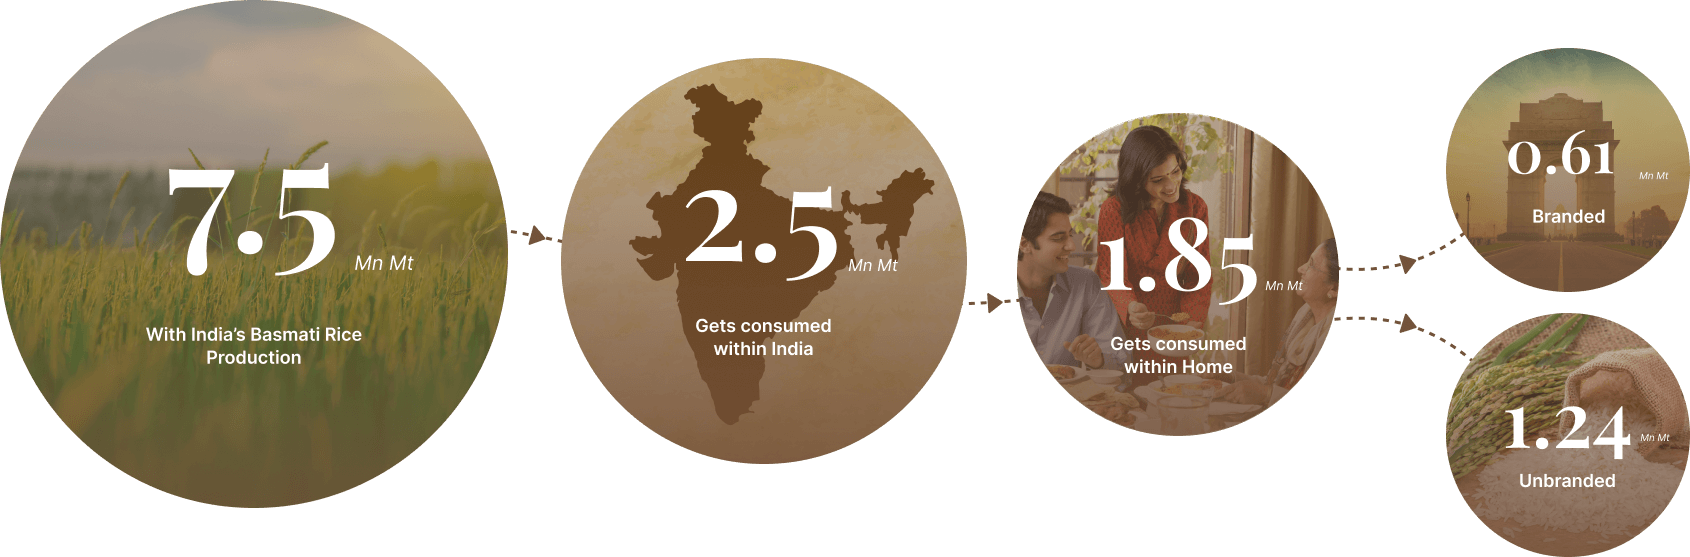 7.5 Mn Mt
With India’s Basmati Rice
Production
2.5 Mn Mt
Gets consumed
within India
1.85 Mn Mt
Gets consumed
within Home
0.61 Mn Mt
Branded
1.24 Mn Mt
Unbranded